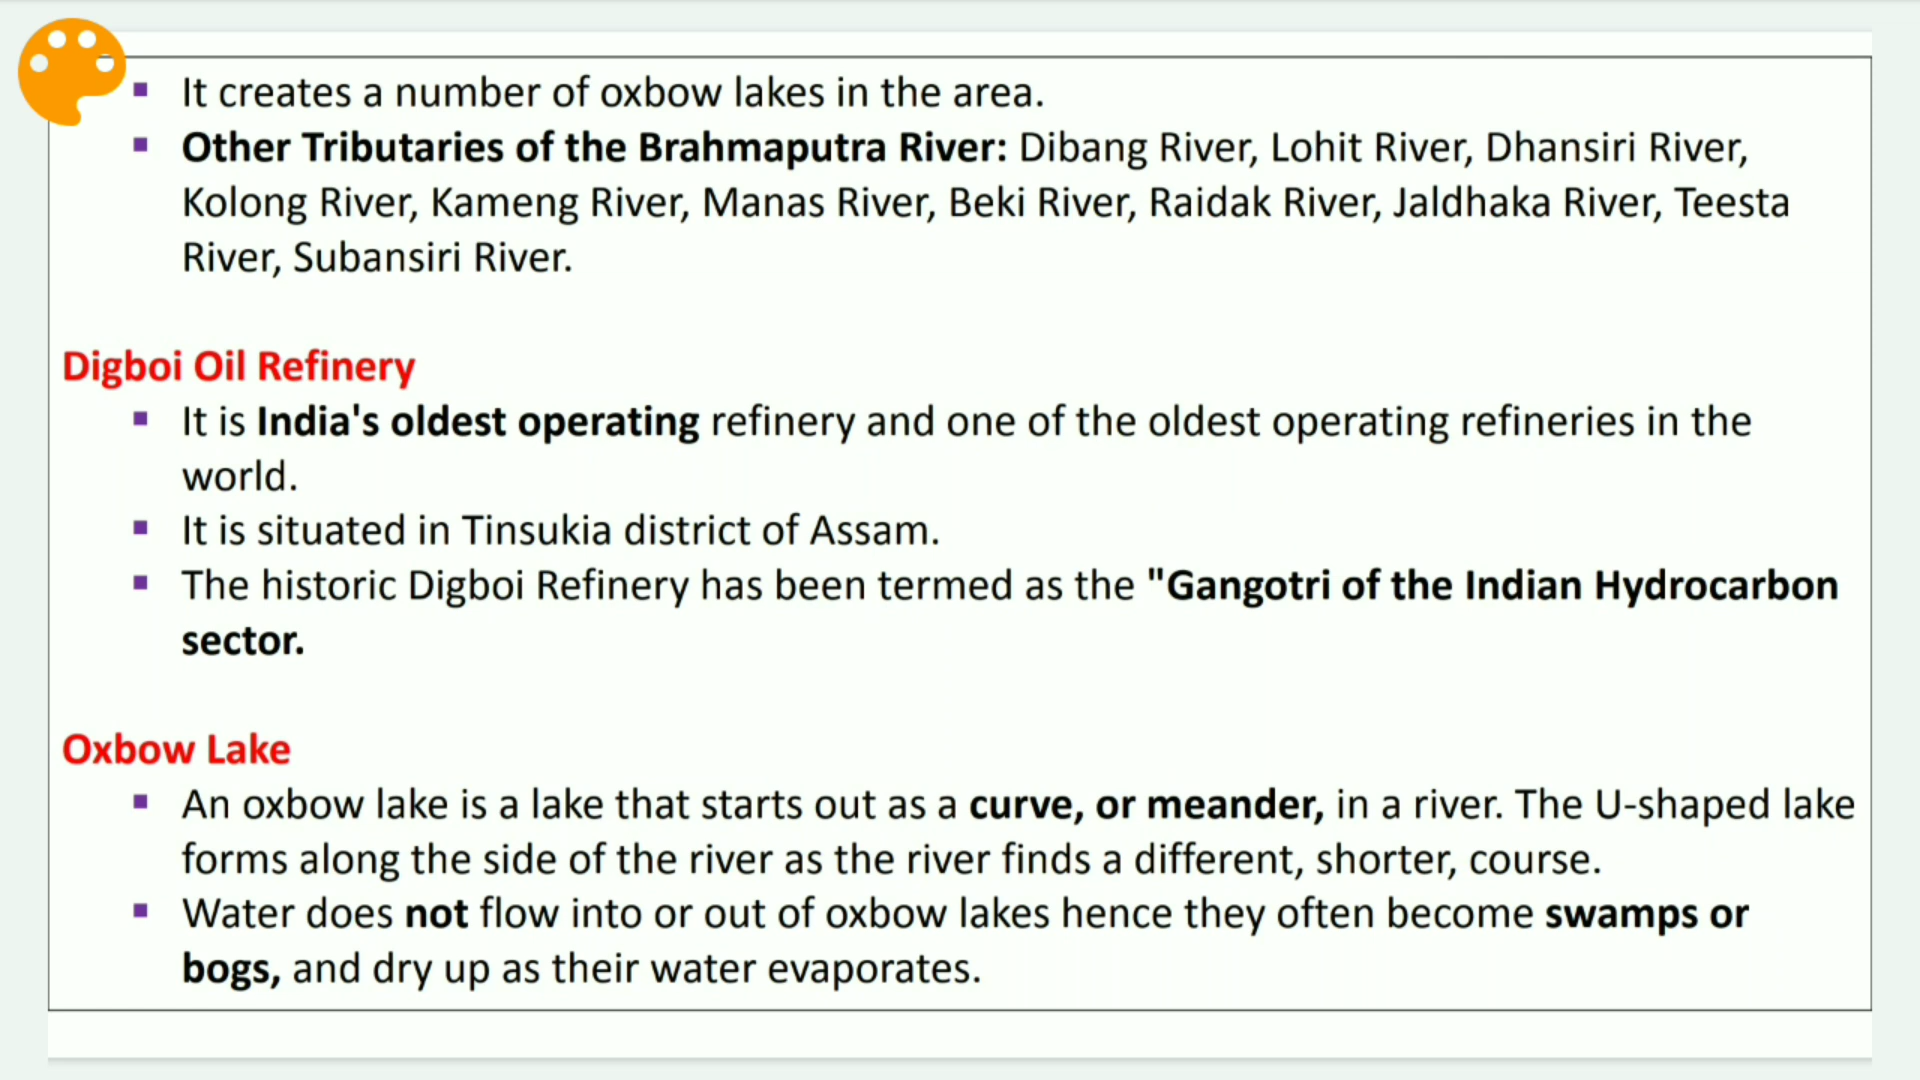 ▪ It creates a number of oxbow lakes in the area.
▪ Other Tributaries of the Brahmaputra River: Dibang River, Lohit River, Dhansiri River,
Kolong River, Kameng River, Manas River, Beki River, Raidak River, Jaldhaka River, Teesta
River, Subansiri River.
Digboi Oil Refinery
▪ It is India's oldest operating refinery and one of the oldest operating refineries in the
world.
▪ It is situated in Tinsukia district of Assam.
▪ The historic Digboi Refinery has been termed as the "Gangotri of the Indian Hydrocarbon
sector.
Oxbow Lake
▪ An oxbow lake is a lake that starts out as a curve, or meander, in a river. The U-shaped lake
forms along the side of the river as the river finds a different, shorter, course.
▪ Water does not flow into or out of oxbow lakes hence they often become swamps or
bogs, and dry up as their water evaporates.